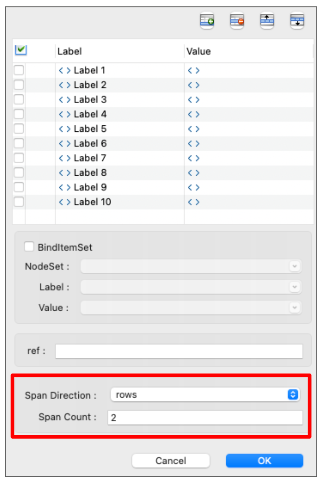 Label Value
< > Label 1 < >
< > Label 2 < >
< > Label 3 < >
< > Label 4 < >
< > Label 5 < >
< > Label 6 < >
< > Label 7 < >
< > Label 8 < >
< > Label 9 < >
< > Label 10 < >
BindItemSet
NodeSet :
Label :
Value :
ref :
Span Direction : rows
Span Count : 2
Cancel OK